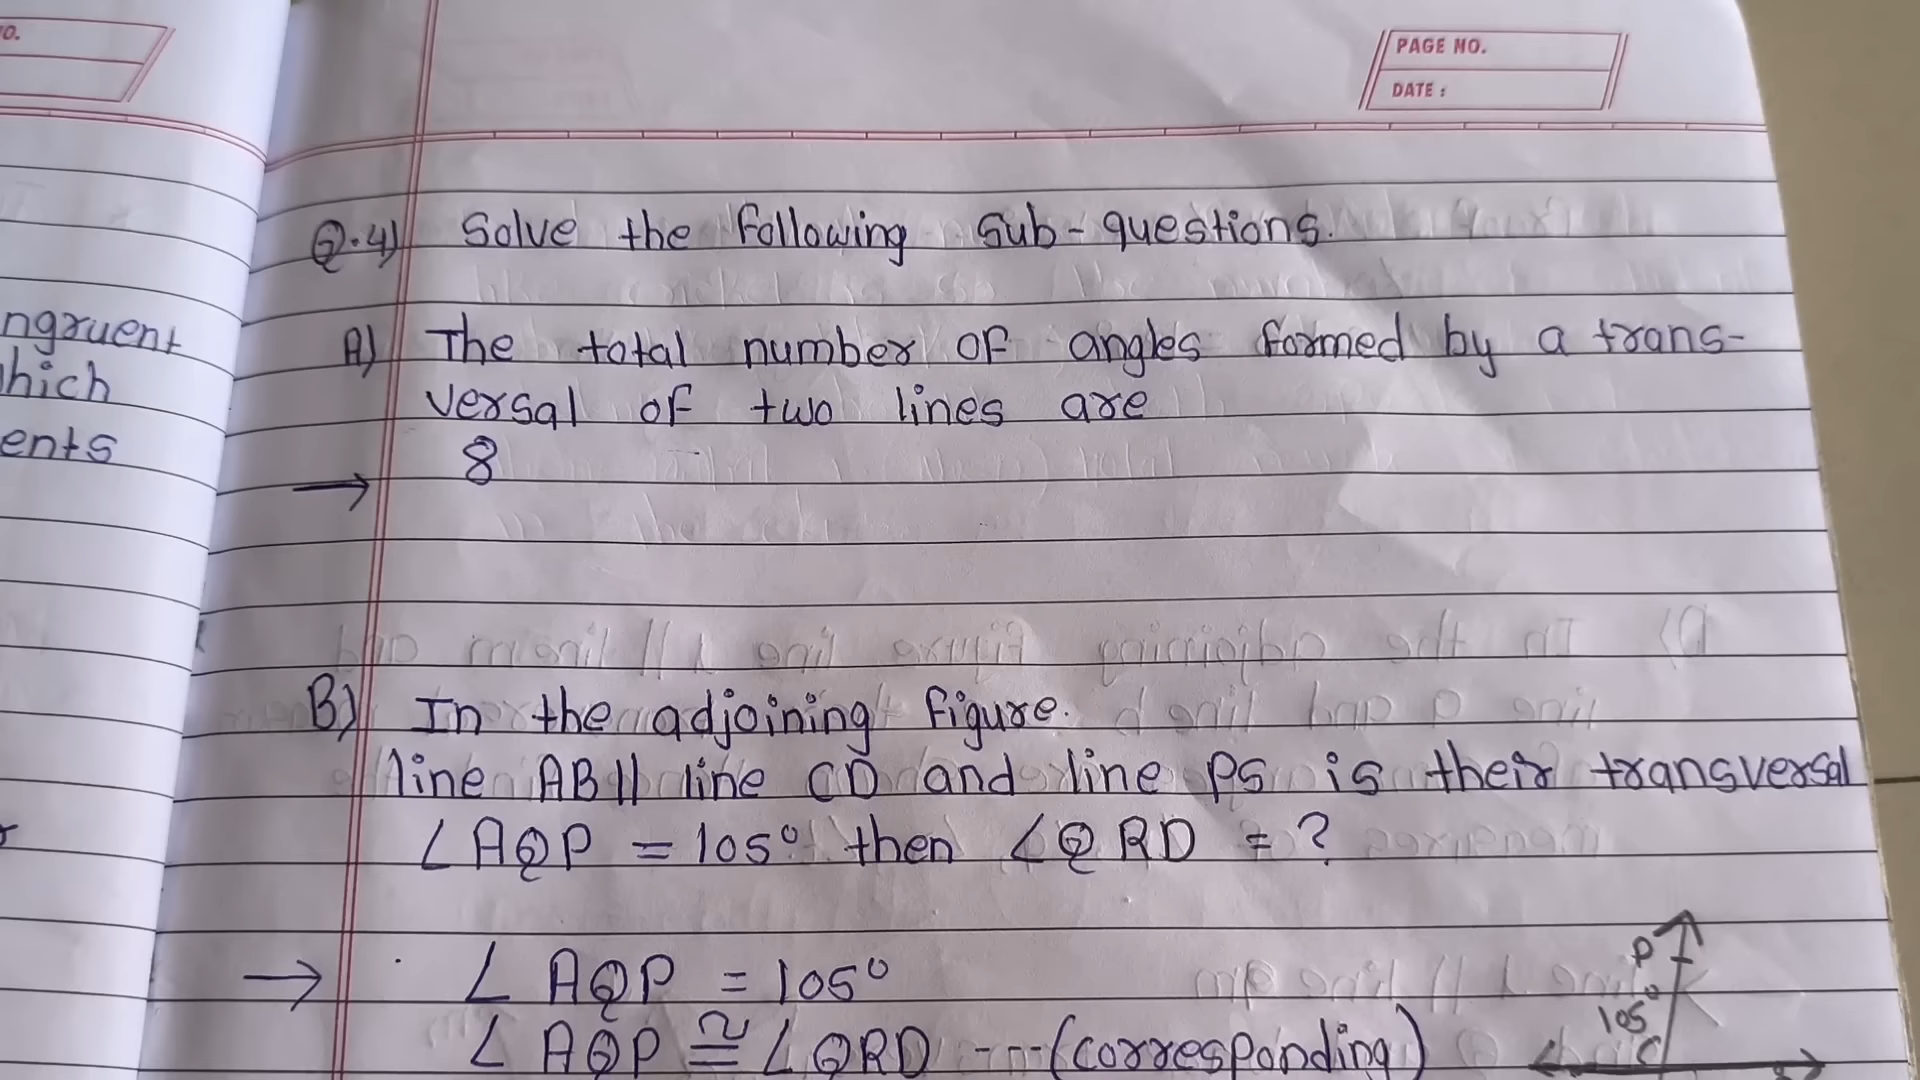 O.
PAGE NO.
DATE :
ngruent
hich
ents
Q.4) Solve the following sub-questions.
A) The total number of angles formed by a trans-
versal of two lines are
→ 8
B) In the adjoining figure.
line AB || line CD and line PS is their transversal
∠AQP = 105° then ∠QRD = ?
→ ∠AQP = 105°
∠AQP ≅ ∠QRD --- (corresponding)
P
105°